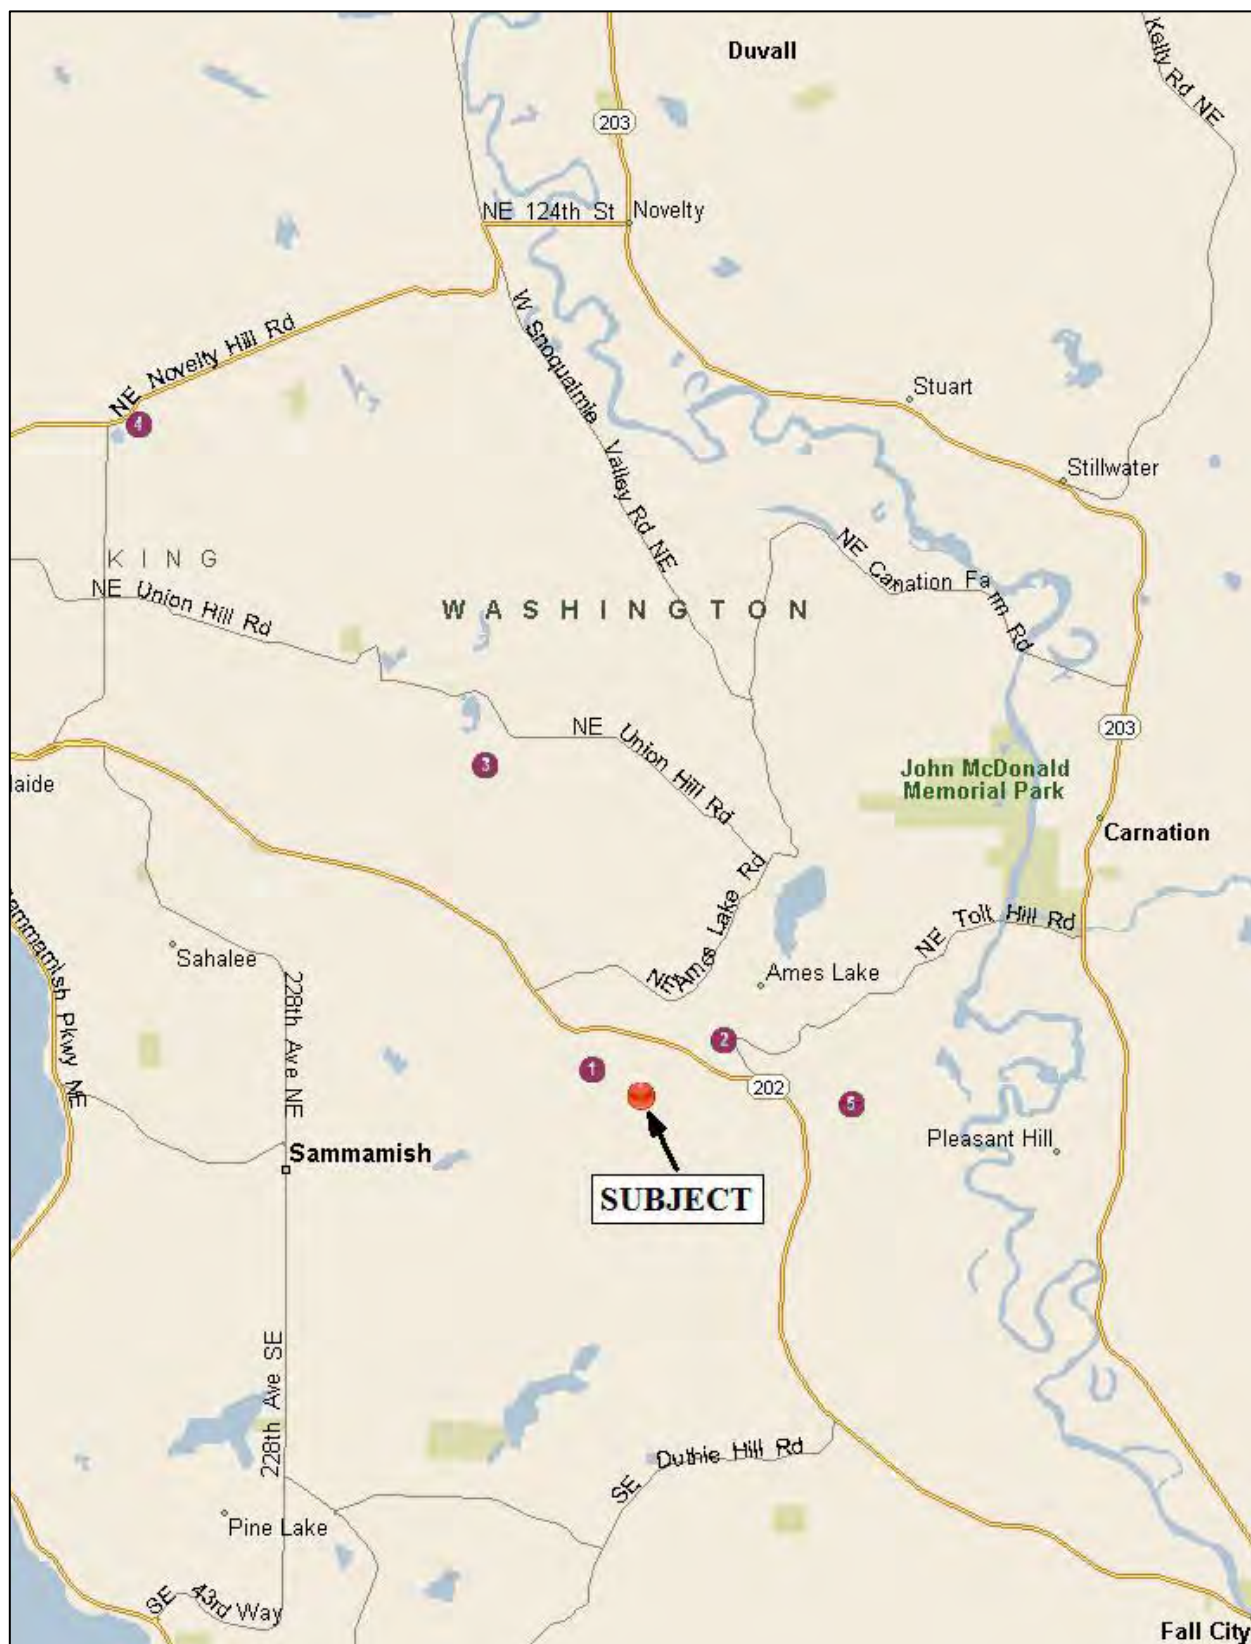 Duvall
Kelly Rd NE
203
NE 124th St
Novelty
NE Novelty Hill Rd
W Snoqualmie Valley Rd NE
Stuart
4
Stillwater
KING
NE Carnation Farm Rd
NE Union Hill Rd
WASHINGTON
203
NE Union Hill Rd
3
John McDonald
Memorial Park
laide
Carnation
NE Ames Lake Rd
NE Tolt Hill Rd
Sahalee
ammamish Pkwy NE
228th Ave NE
Ames Lake
2
1
202
5
Pleasant Hill
Sammamish
SUBJECT
228th Ave SE
SE Duthie Hill Rd
Pine Lake
SE 43rd Way
Fall City